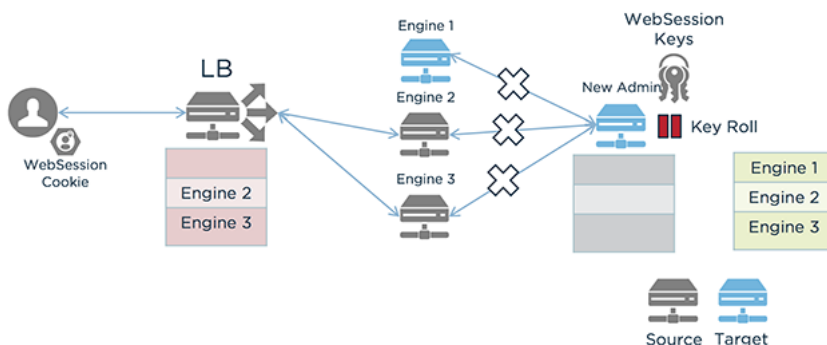 WebSession
Keys
Engine 1
LB
New Admin
Engine 2
Key Roll
WebSession
Cookie
Engine 2
Engine 3
Engine 3
Engine 1
Engine 2
Engine 3
Source
Target